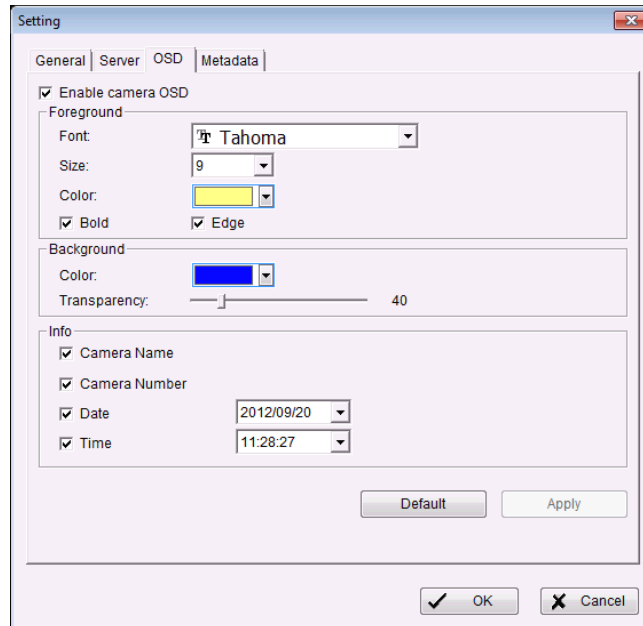 Setting
General Server OSD Metadata
Enable camera OSD
Foreground
Font: Tahoma
Size: 9
Color:
Bold Edge
Background
Color:
Transparency: 40
Info
Camera Name
Camera Number
Date 2012/09/20
Time 11:28:27
Default Apply
OK Cancel